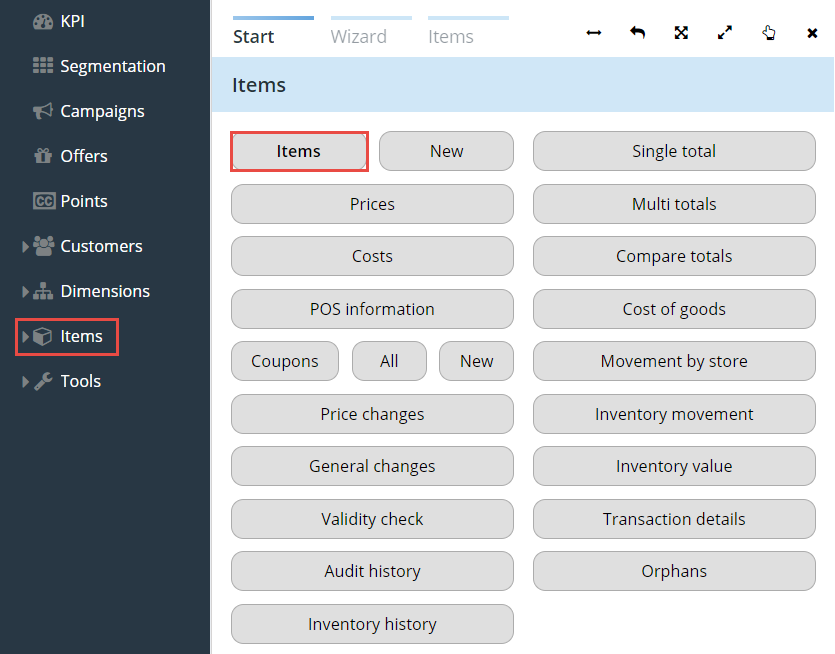 KPI
Segmentation
Campaigns
Offers
CC Points
Customers
Dimensions
Items
Tools
Start Wizard Items
Items
Items New Single total
Prices Multi totals
Costs Compare totals
POS information Cost of goods
Coupons All New Movement by store
Price changes Inventory movement
General changes Inventory value
Validity check Transaction details
Audit history Orphans
Inventory history